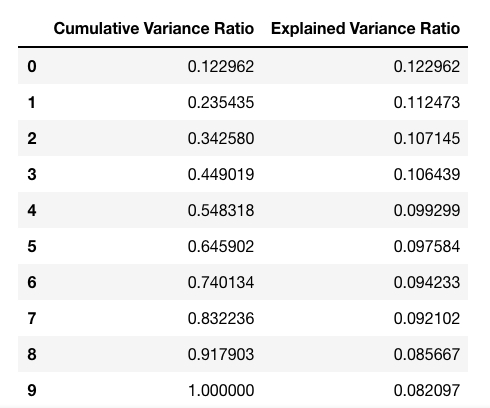 Cumulative Variance Ratio Explained Variance Ratio
0 0.122962 0.122962
1 0.235435 0.112473
2 0.342580 0.107145
3 0.449019 0.106439
4 0.548318 0.099299
5 0.645902 0.097584
6 0.740134 0.094233
7 0.832236 0.092102
8 0.917903 0.085667
9 1.000000 0.082097